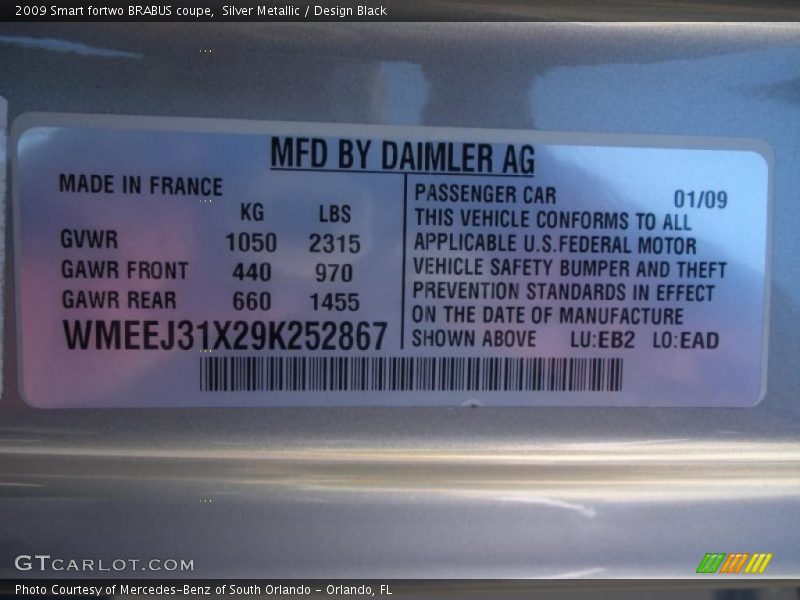 2009 Smart fortwo BRABUS coupe,  Silver Metallic / Design Black
MFD BY DAIMLER AG
MADE IN FRANCE
KG LBS
GVWR 1050 2315
GAWR FRONT 440 970
GAWR REAR 660 1455
WMEEJ31X29K252867
PASSENGER CAR 01/09
THIS VEHICLE CONFORMS TO ALL
APPLICABLE U.S.FEDERAL MOTOR
VEHICLE SAFETY BUMPER AND THEFT
PREVENTION STANDARDS IN EFFECT
ON THE DATE OF MANUFACTURE
SHOWN ABOVE LU:EB2 LO:EAD
GTCARLOT.COM
Photo Courtesy of Mercedes-Benz of South Orlando - Orlando, FL